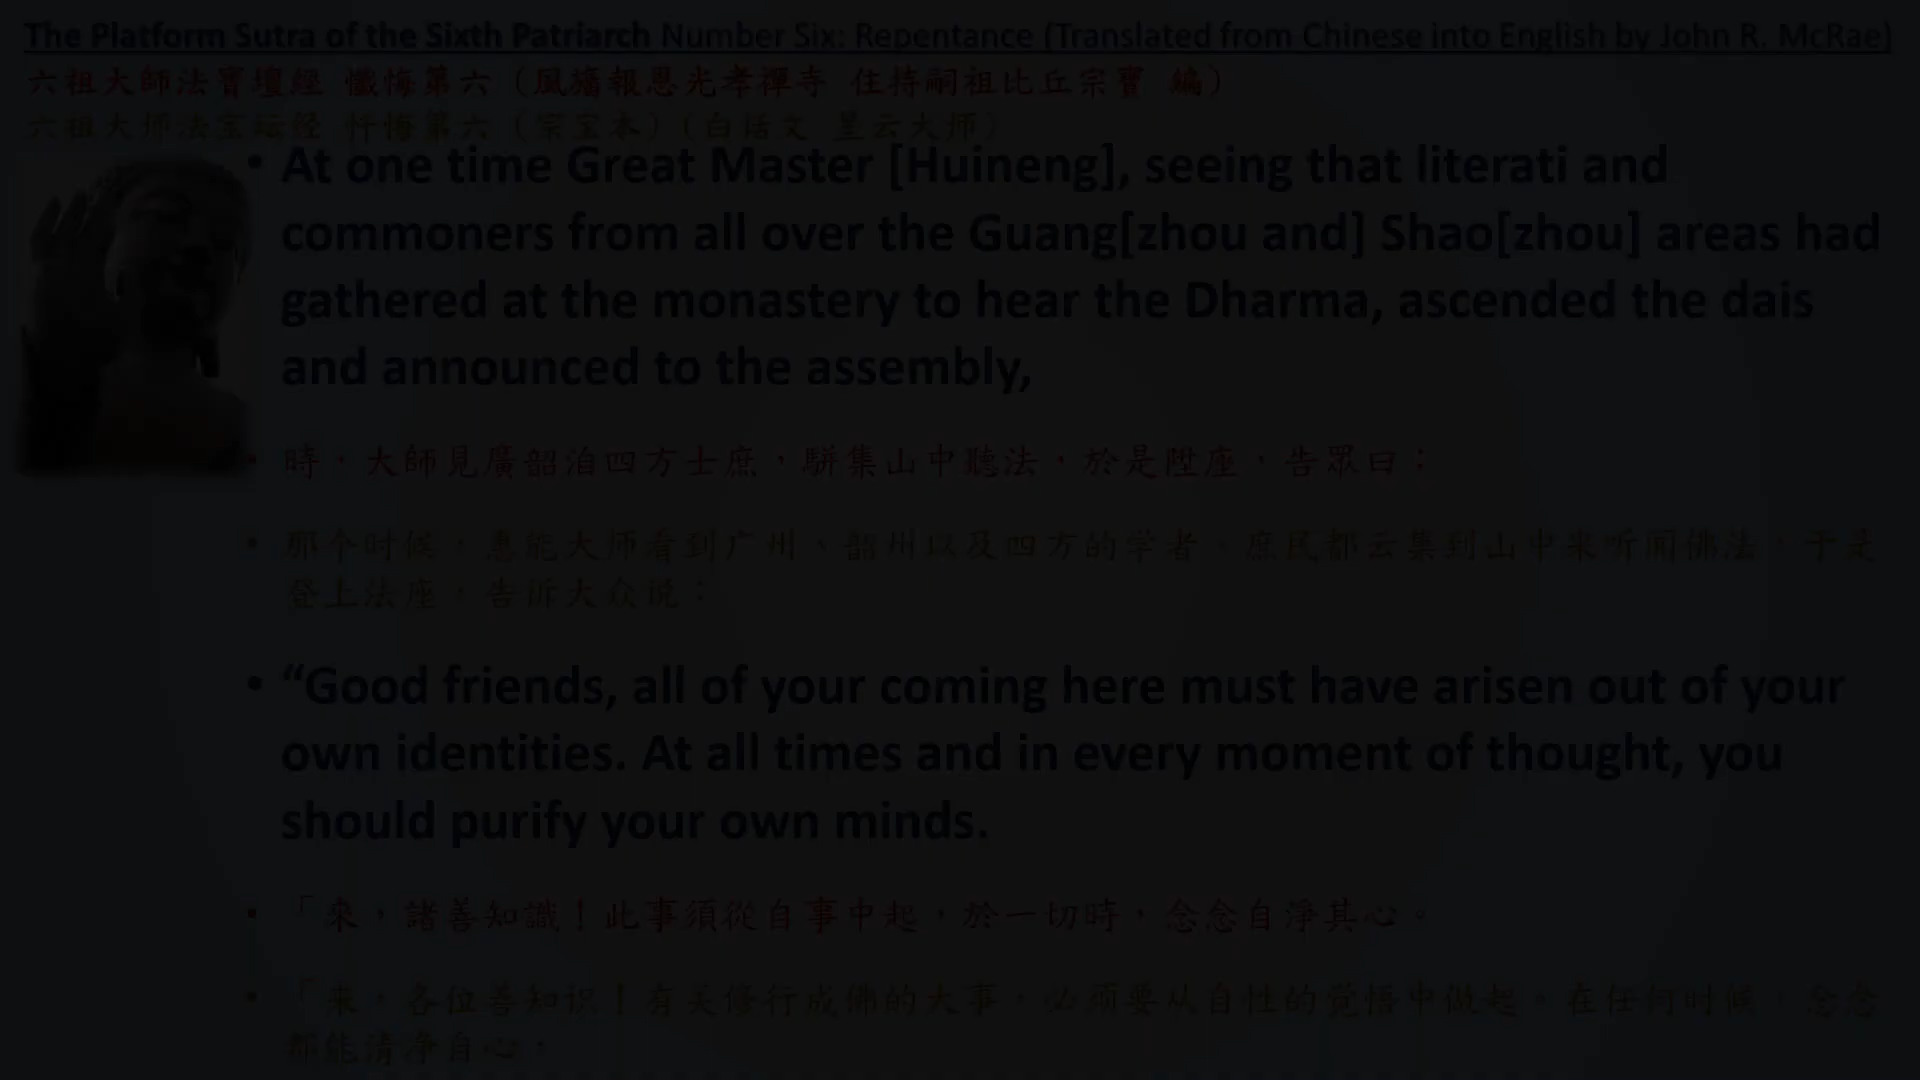 The Platform Sutra of the Sixth Patriarch Number Six: Repentance (Translated from Chinese into English by John R. McRae)
六祖大師法寶壇經 懺悔第六 (風旛報恩光孝禪寺 住持嗣祖比丘宗寶 編)
六祖大师法宝坛经 忏悔第六 (宗宝本) (白话文 星云大师)
• At one time Great Master [Huineng], seeing that literati and
commoners from all over the Guang[zhou and] Shao[zhou] areas had
gathered at the monastery to hear the Dharma, ascended the dais
and announced to the assembly,
• 時，大師見廣韶洎四方士庶，駢集山中聽法，於是陞座，告眾曰：
• 那个时候，惠能大师看到广州、韶州以及四方的学者、庶民都云集到山中来听闻佛法，于是
登上法座，告诉大众说：
• “Good friends, all of your coming here must have arisen out of your
own identities. At all times and in every moment of thought, you
should purify your own minds.
• 「來，諸善知識！此事須從自事中起，於一切時，念念自淨其心。
• 「来，各位善知识！有关修行成佛的大事，必须要从自性的觉悟中做起。在任何时候，念念
都能清净自心，